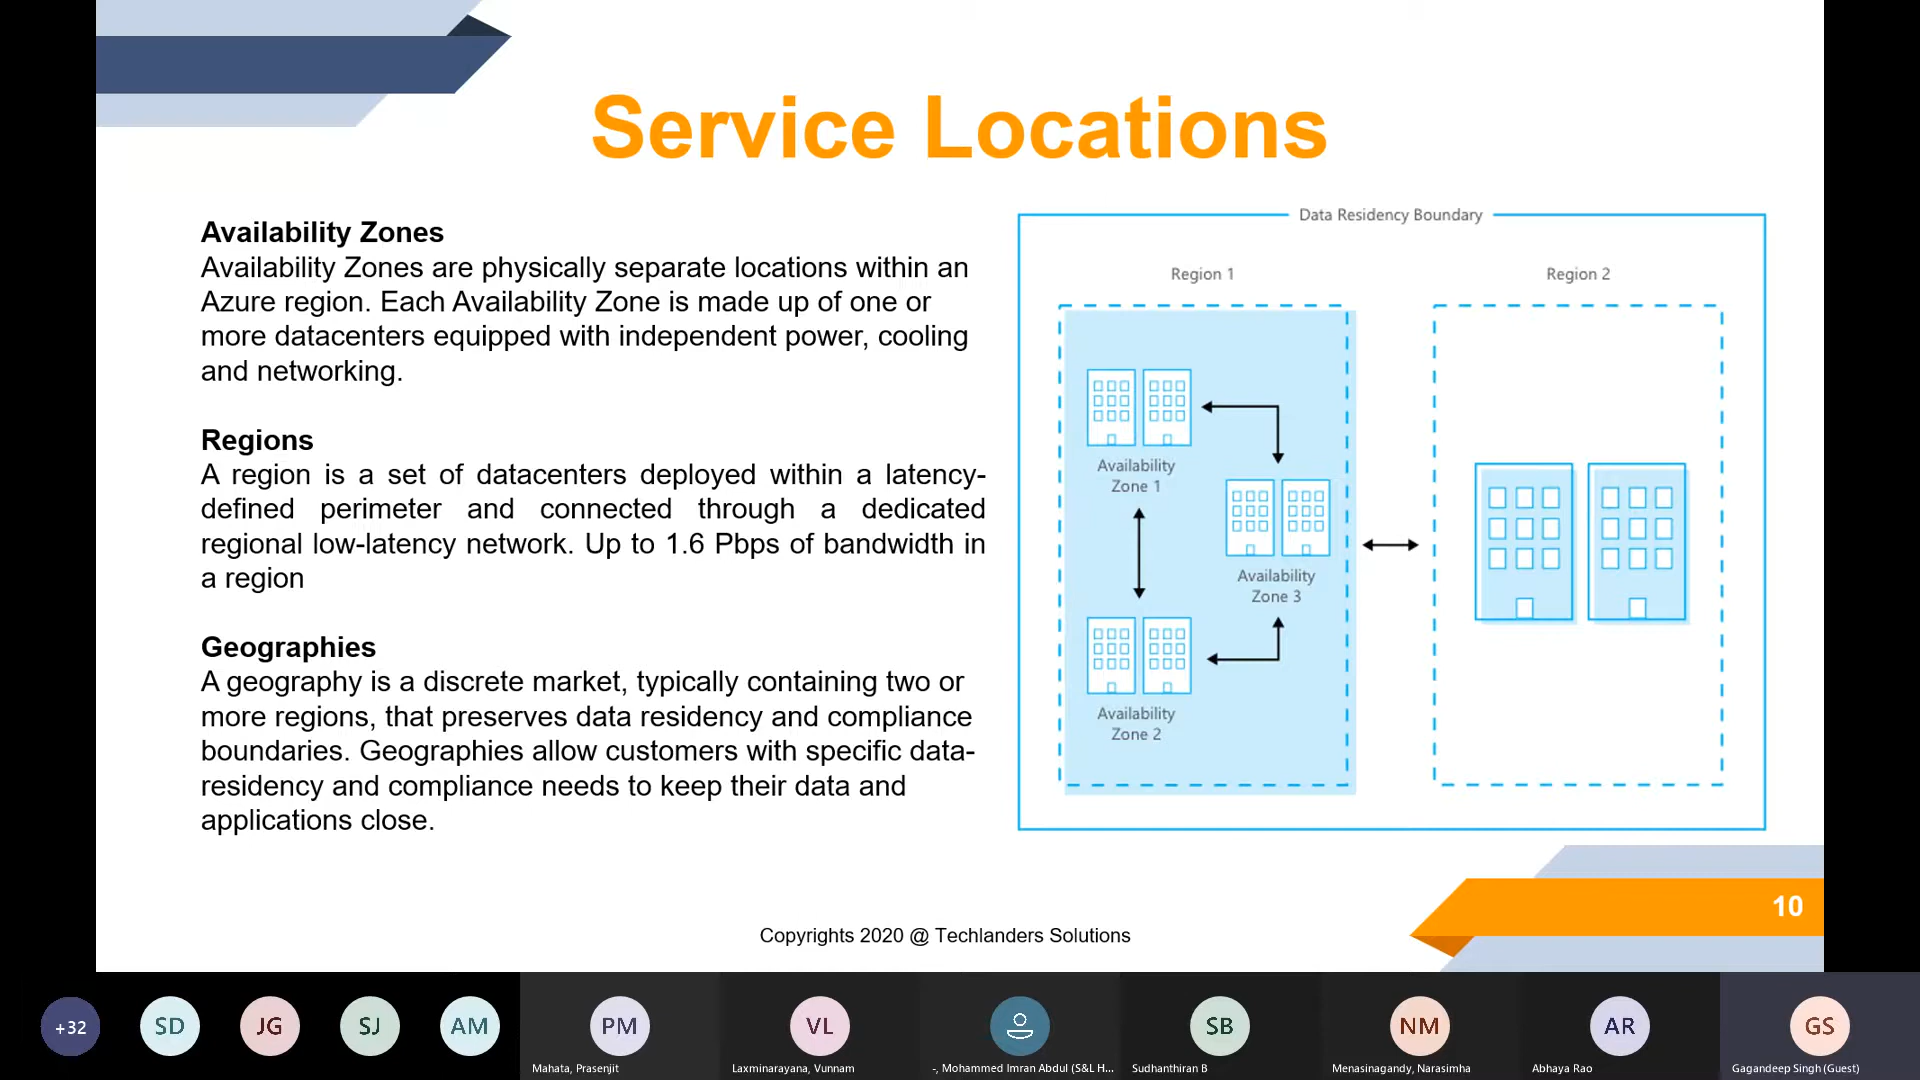 Service Locations
Availability Zones
Availability Zones are physically separate locations within an
Azure region. Each Availability Zone is made up of one or
more datacenters equipped with independent power, cooling
and networking.
Regions
A region is a set of datacenters deployed within a latency-
defined perimeter and connected through a dedicated
regional low-latency network. Up to 1.6 Pbps of bandwidth in
a region
Geographies
A geography is a discrete market, typically containing two or
more regions, that preserves data residency and compliance
boundaries. Geographies allow customers with specific data-
residency and compliance needs to keep their data and
applications close.
Data Residency Boundary
Region 1
Region 2
Availability
Zone 1
Availability
Zone 3
Availability
Zone 2
10
Copyrights 2020 @ Techlanders Solutions
+32
SD
JG
SJ
AM
PM
VL
SB
NM
AR
GS
Mahata, Prasenjit
Laxminarayana, Vunnam
-, Mohammed Imran Abdul (S&L H...
Sudhanthiran B
Menasinagandy, Narasimha
Abhaya Rao
Gagandeep Singh (Guest)